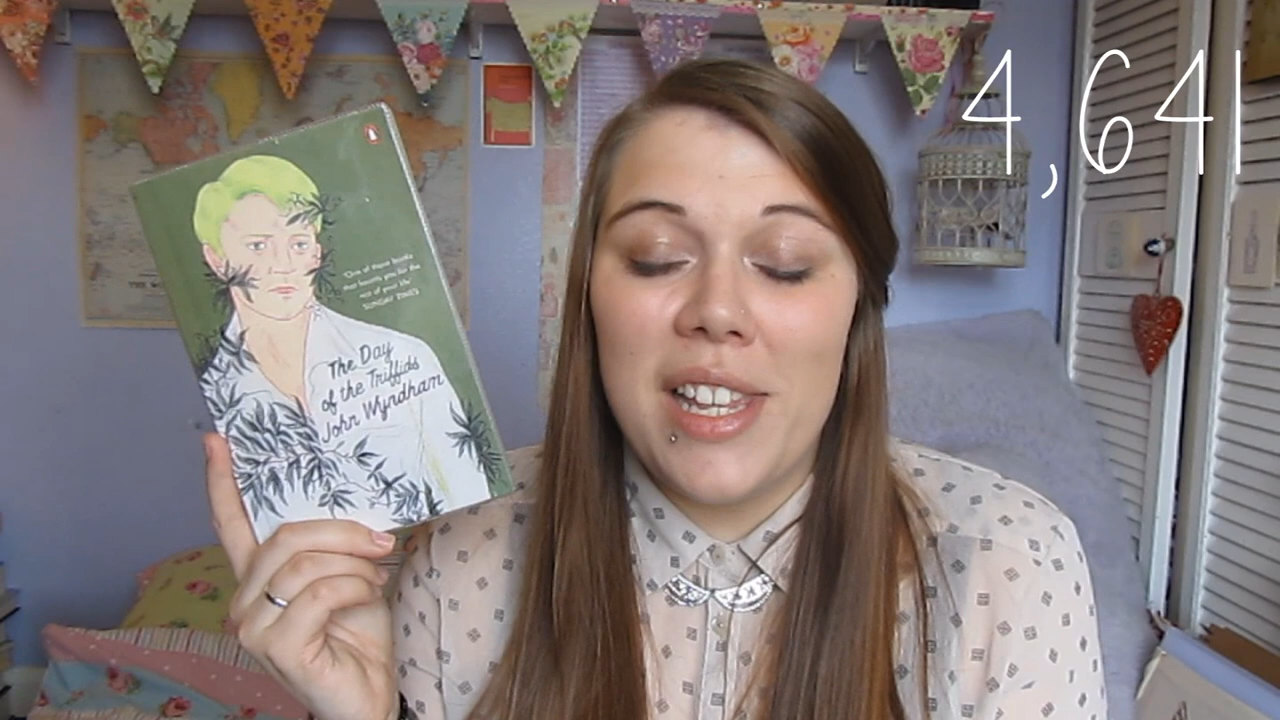 4,641
'One of those books
that haunts you for the
rest of your life'
SUNDAY TIMES
The Day
of the Triffids
John Wyndham